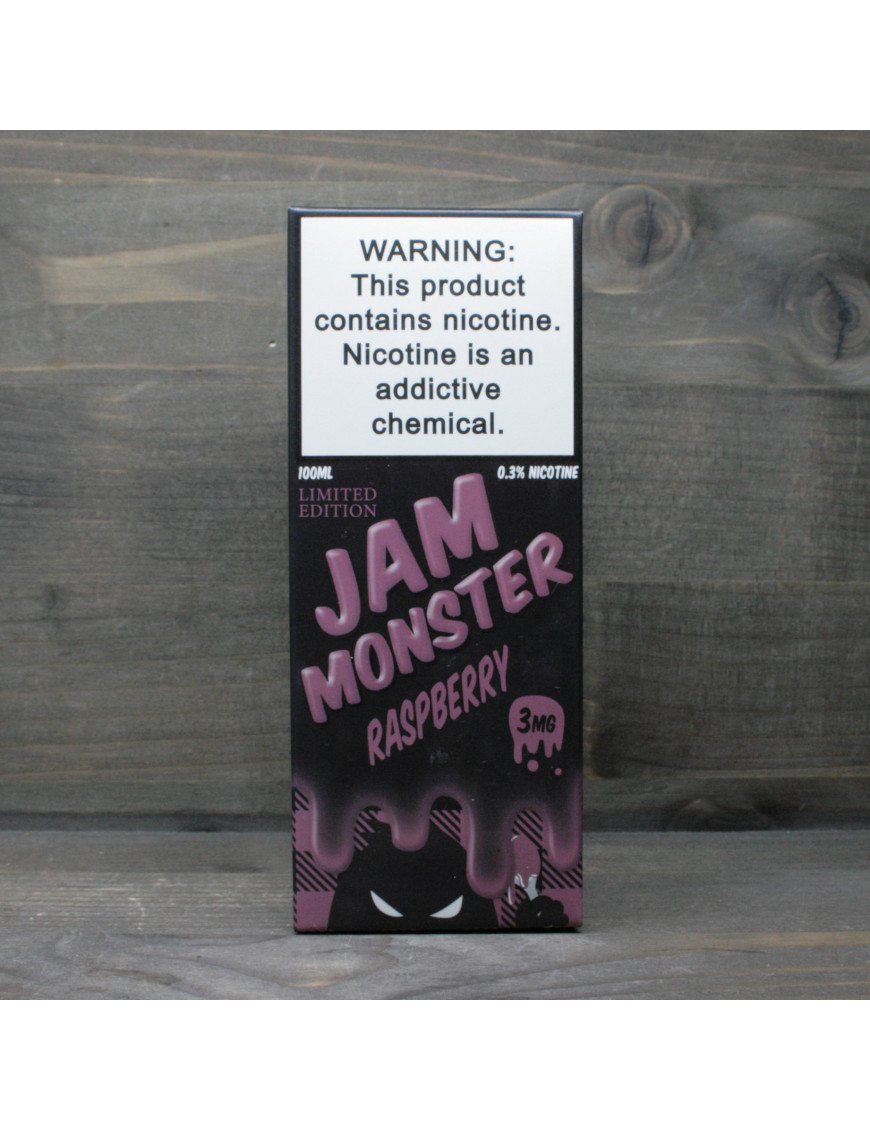 WARNING:
This product
contains nicotine.
Nicotine is an
addictive
chemical.
100ML
0.3% NICOTINE
LIMITED
EDITION
JAM
MONSTER
RASPBERRY
3MG